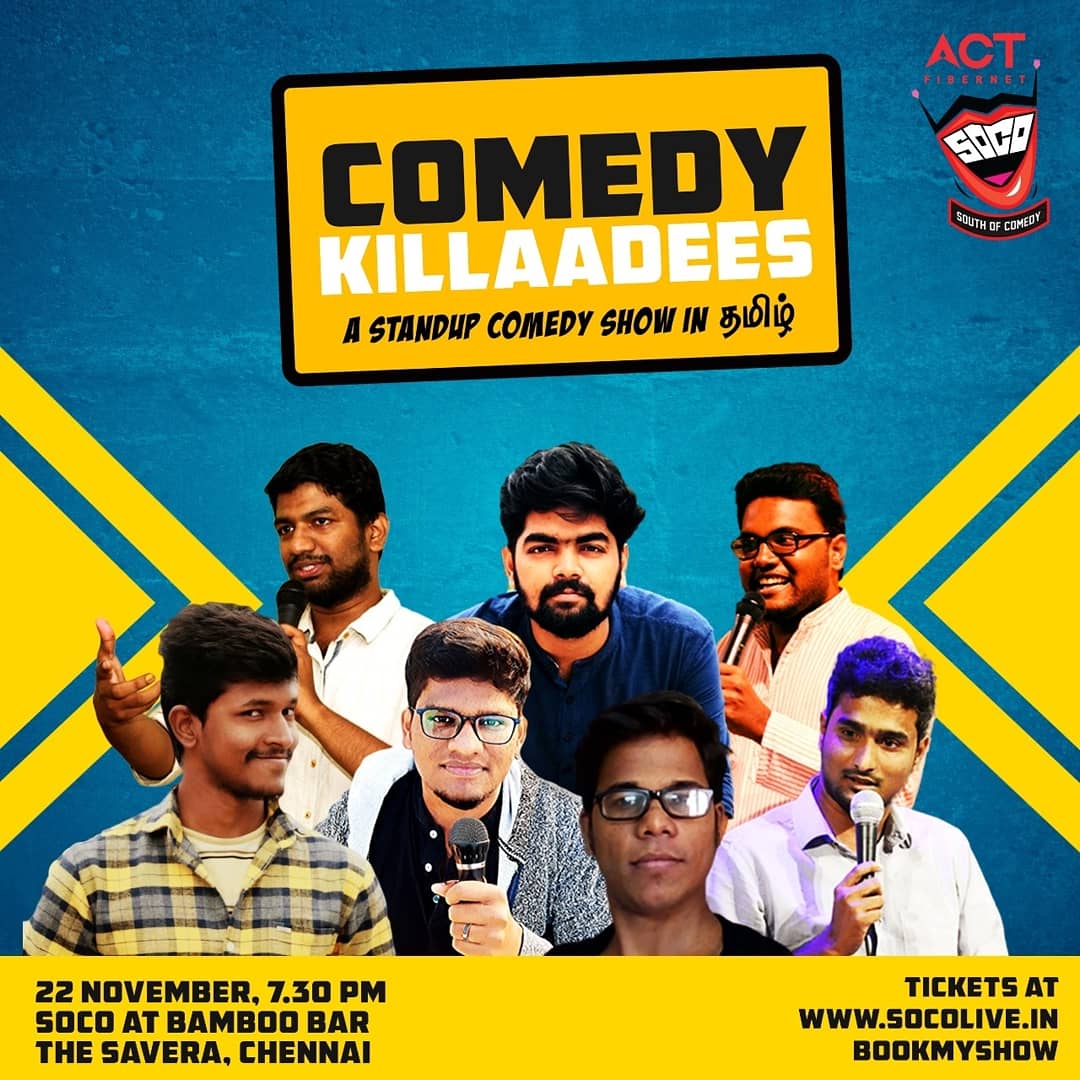 ACT
FIBERNET
SOCO
SOUTH OF COMEDY
COMEDY
KILLAADEES
A STANDUP COMEDY SHOW IN தமிழ்
22 NOVEMBER, 7.30 PM
SOCO AT BAMBOO BAR
THE SAVERA, CHENNAI
TICKETS AT
WWW.SOCOLIVE.IN
BOOKMYSHOW